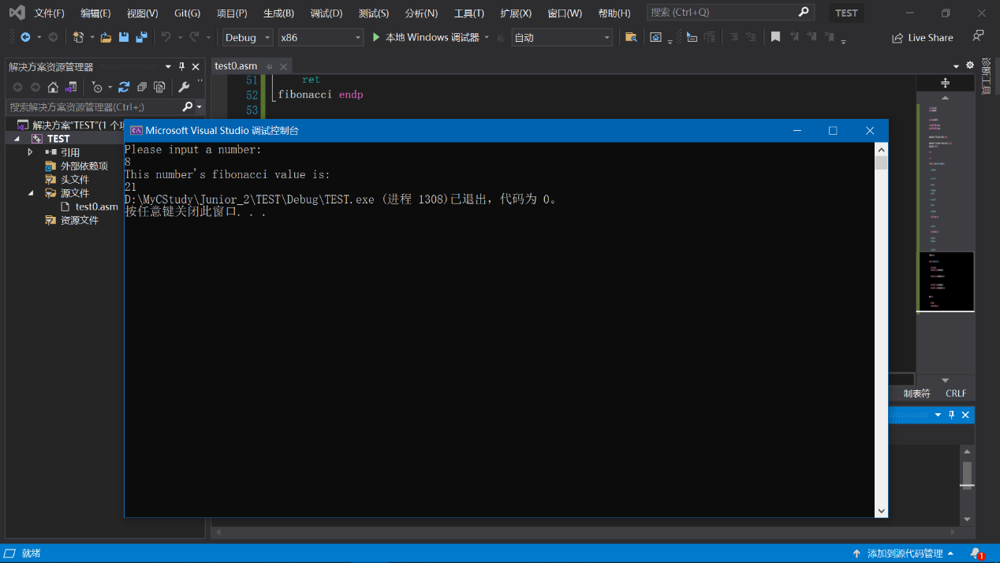 文件(F) 编辑(E) 视图(V) Git(G) 项目(P) 生成(B) 调试(D) 测试(S) 分析(N) 工具(T) 扩展(X) 窗口(W) 帮助(H) 搜索 (Ctrl+Q) TEST
Debug x86 本地 Windows 调试器 自动 Live Share
解决方案资源管理器
test0.asm
诊断工具
搜索解决方案资源管理器(Ctrl+;)
解决方案"TEST"(1 个
TEST
引用
外部依赖项
头文件
源文件
test0.asm
资源文件
51 ret
52 fibonacci endp
53
Microsoft Visual Studio 调试控制台
Please input a number:
8
This number's fibonacci value is:
21
D:\MyCStudy\Junior_2\TEST\Debug\TEST.exe (进程 1308)已退出，代码为 0。
按任意键关闭此窗口. . .
制表符 CRLF
就绪 添加到源代码管理 1